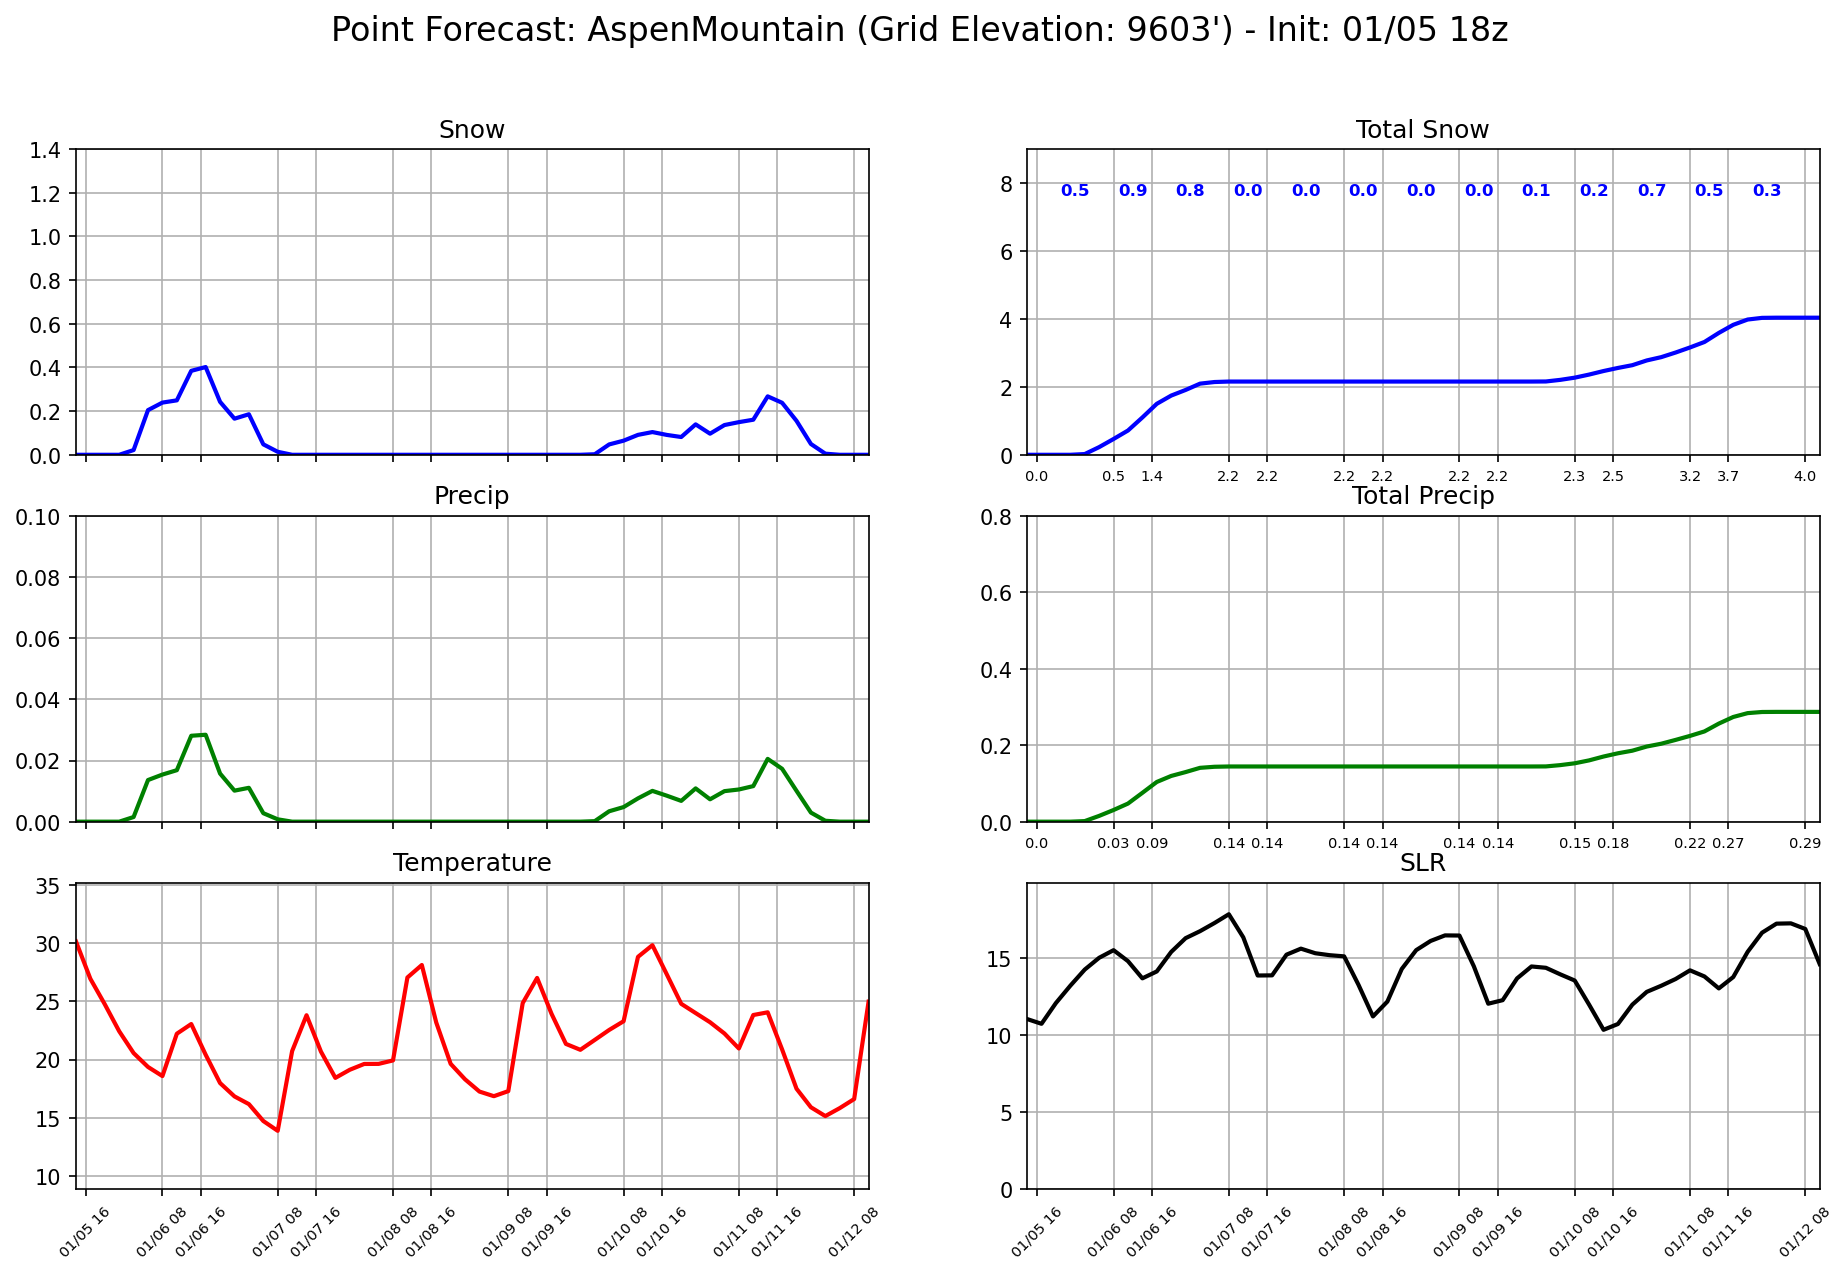 Point Forecast: AspenMountain (Grid Elevation: 9603') - Init: 01/05 18z
Snow
1.4
1.2
1.0
0.8
0.6
0.4
0.2
0.0
Total Snow
8
6
4
2
0
0.5 0.9 0.8 0.0 0.0 0.0 0.0 0.0 0.1 0.2 0.7 0.5 0.3
0.0 0.5 1.4 2.2 2.2 2.2 2.2 2.2 2.2 2.3 2.5 3.2 3.7 4.0
Precip
0.10
0.08
0.06
0.04
0.02
0.00
Total Precip
0.8
0.6
0.4
0.2
0.0
0.0 0.03 0.09 0.14 0.14 0.14 0.14 0.14 0.14 0.15 0.18 0.22 0.27 0.29
Temperature
35
30
25
20
15
10
01/05 16 01/06 08 01/06 16 01/07 08 01/07 16 01/08 08 01/08 16 01/09 08 01/09 16 01/10 08 01/10 16 01/11 08 01/11 16 01/12 08
SLR
15
10
5
0
01/05 16 01/06 08 01/06 16 01/07 08 01/07 16 01/08 08 01/08 16 01/09 08 01/09 16 01/10 08 01/10 16 01/11 08 01/11 16 01/12 08